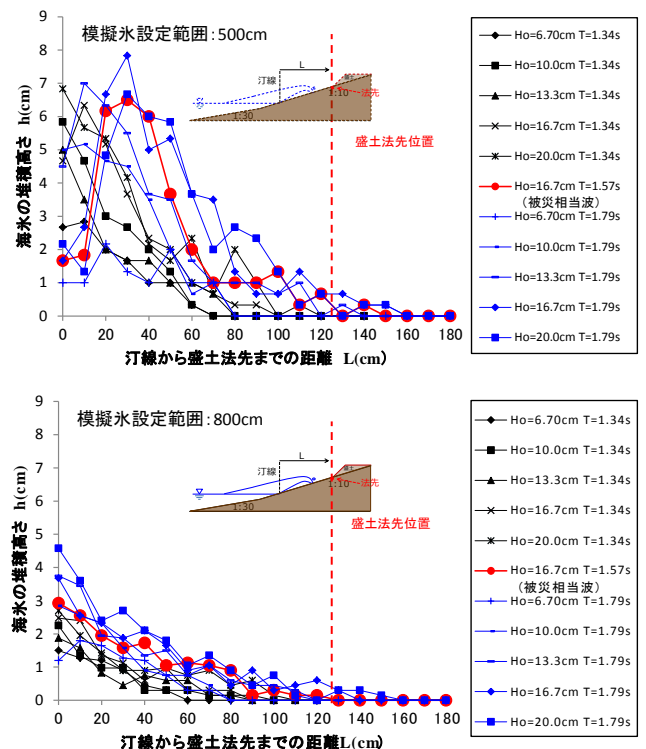 模擬氷設定範囲：500cm
海氷の堆積高さ h(cm)
9
8
7
6
5
4
3
2
1
0
0 20 40 60 80 100 120 140 160 180
汀線から盛土法先までの距離 L(cm)
L
汀線
1:10
法先
1:30
盛土法先位置
Ho=6.70cm T=1.34s
Ho=10.0cm T=1.34s
Ho=13.3cm T=1.34s
Ho=16.7cm T=1.34s
Ho=20.0cm T=1.34s
Ho=16.7cm T=1.57s
（被災相当波）
Ho=6.70cm T=1.79s
Ho=10.0cm T=1.79s
Ho=13.3cm T=1.79s
Ho=16.7cm T=1.79s
Ho=20.0cm T=1.79s
模擬氷設定範囲：800cm
海氷の堆積高さ h(cm)
9
8
7
6
5
4
3
2
1
0
0 20 40 60 80 100 120 140 160 180
汀線から盛土法先までの距離L(cm)
L
汀線
1:10
法先
1:30
盛土法先位置
Ho=6.70cm T=1.34s
Ho=10.0cm T=1.34s
Ho=13.3cm T=1.34s
Ho=16.7cm T=1.34s
Ho=20.0cm T=1.34s
Ho=16.7cm T=1.57s
（被災相当波）
Ho=6.70cm T=1.79s
Ho=10.0cm T=1.79s
Ho=13.3cm T=1.79s
Ho=16.7cm T=1.79s
Ho=20.0cm T=1.79s